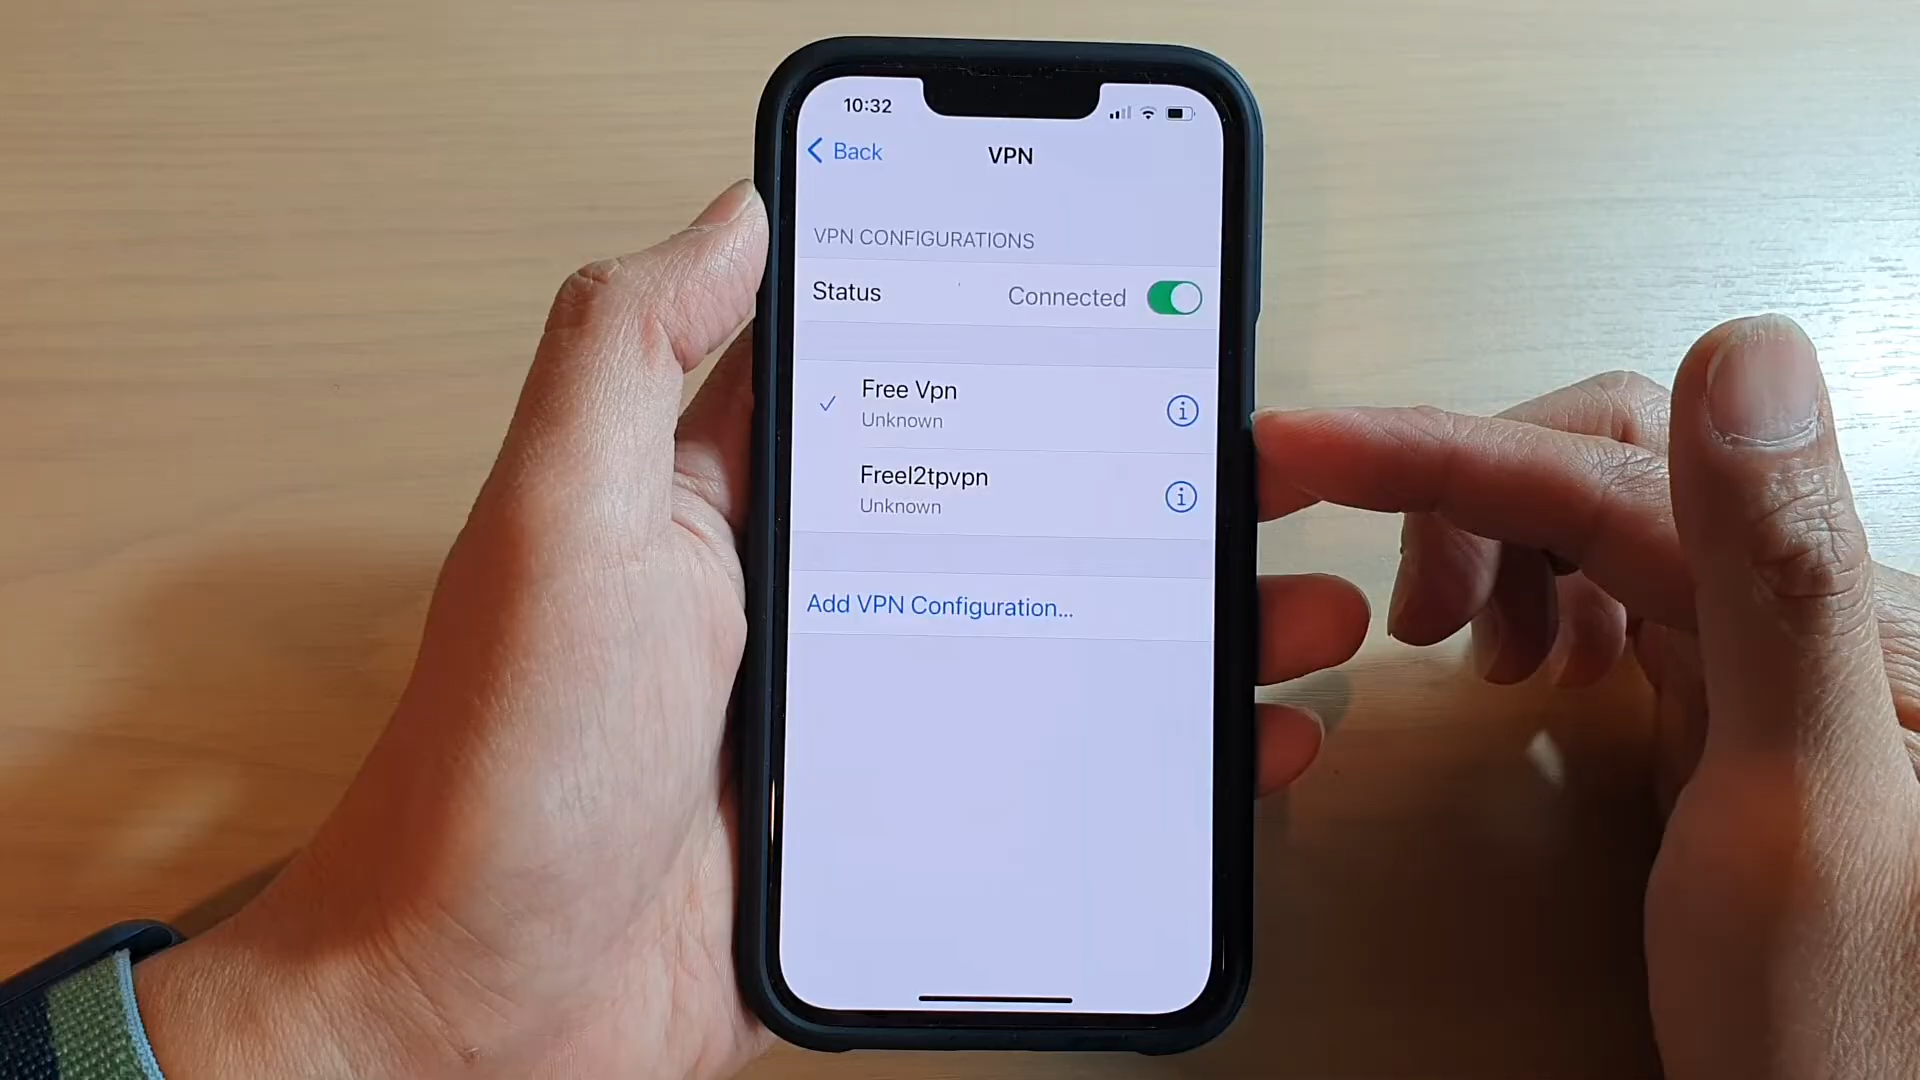 10:32
Back
VPN
VPN CONFIGURATIONS
Status Connected
Free Vpn
Unknown
Freel2tpvpn
Unknown
Add VPN Configuration...